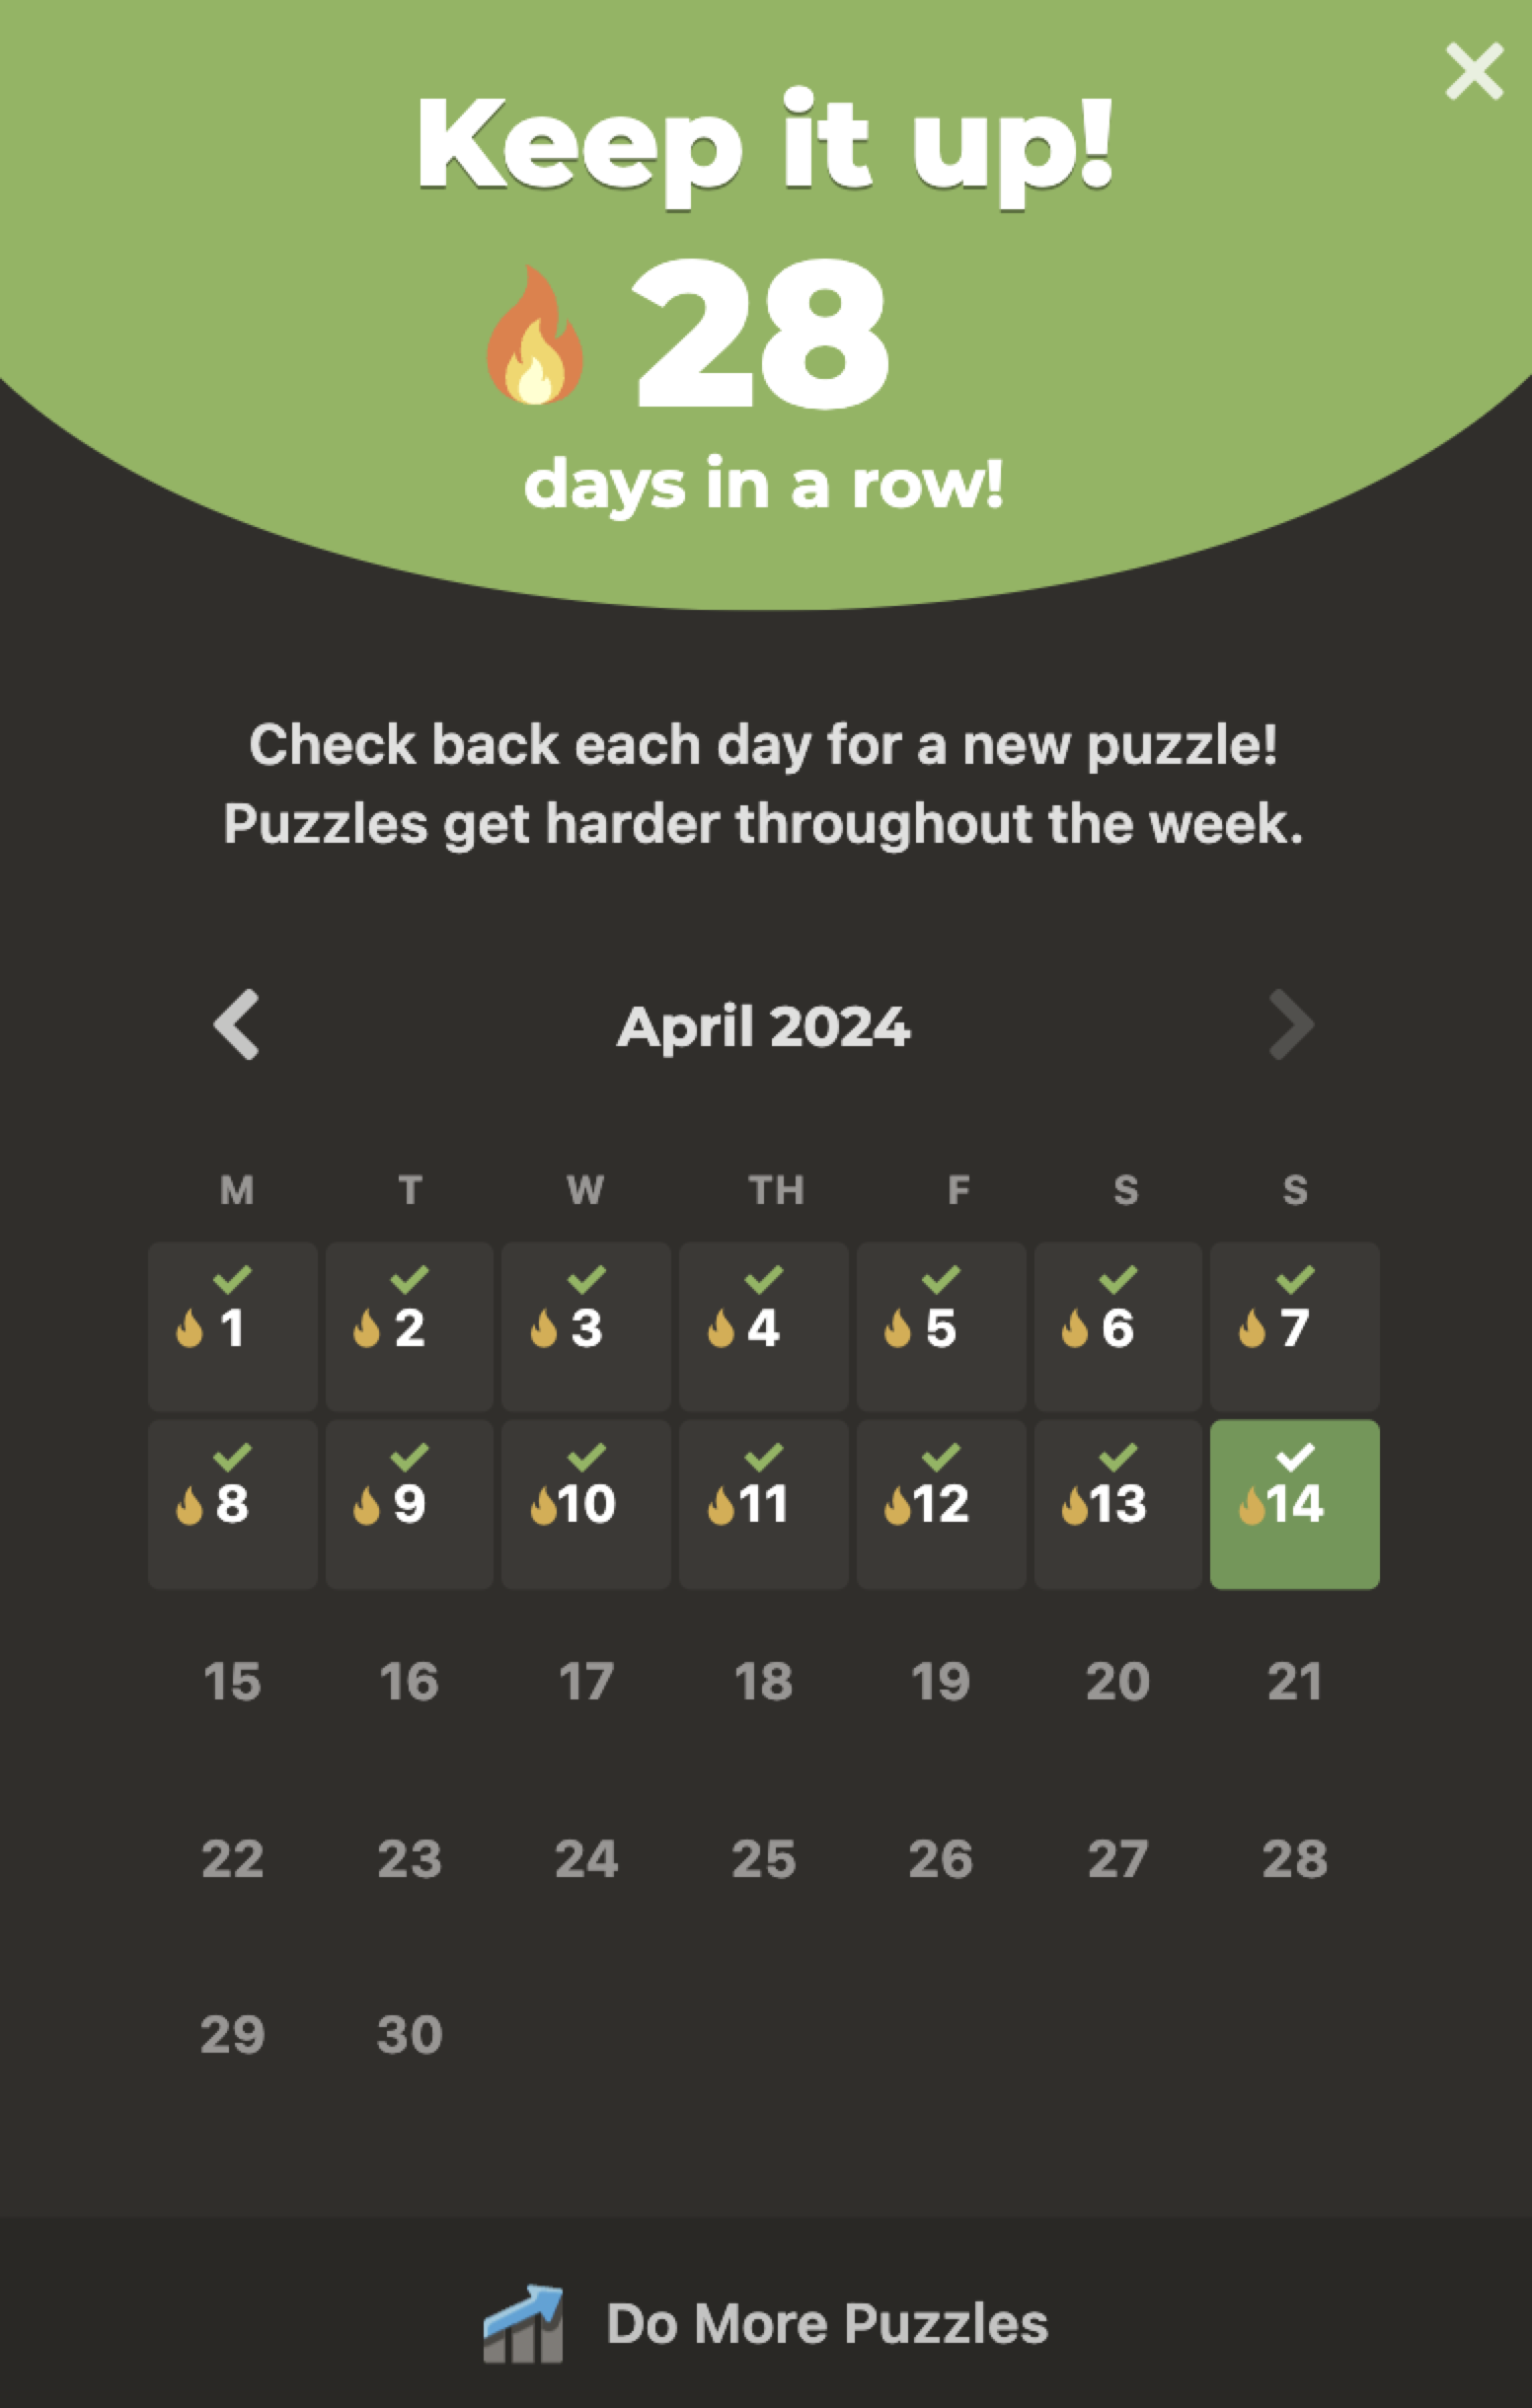 Keep it up!
28
days in a row!
Check back each day for a new puzzle!
Puzzles get harder throughout the week.
April 2024
M T W TH F S S
1 2 3 4 5 6 7
8 9 10 11 12 13 14
15 16 17 18 19 20 21
22 23 24 25 26 27 28
29 30
Do More Puzzles